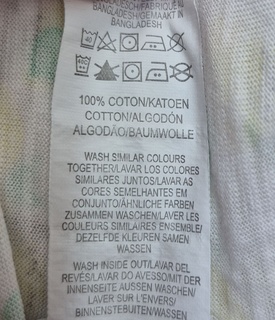 BANGLADESH/GEMAAKT IN
BANGLADESH
40
100% COTON/KATOEN
COTTON/ALGODÓN
ALGODÃO/BAUMWOLLE
WASH SIMILAR COLOURS
TOGETHER/LAVAR LOS COLORES
SIMILARES JUNTOS/LAVAR AS
CORES SEMELHANTES EM
CONJUNTO/ÄHNLICHE FARBEN
ZUSAMMEN WASCHEN/LAVER LES
COULEURS SIMILAIRES ENSEMBLE/
DEZELFDE KLEUREN SAMEN
WASSEN
WASH INSIDE OUT/LAVAR DEL
REVÉS/LAVAR DO AVESSO/MIT DER
INNENSEITE AUSSEN WASCHEN/
LAVER SUR L'ENVERS/
BINNENSTEBUITEN/WASSEN